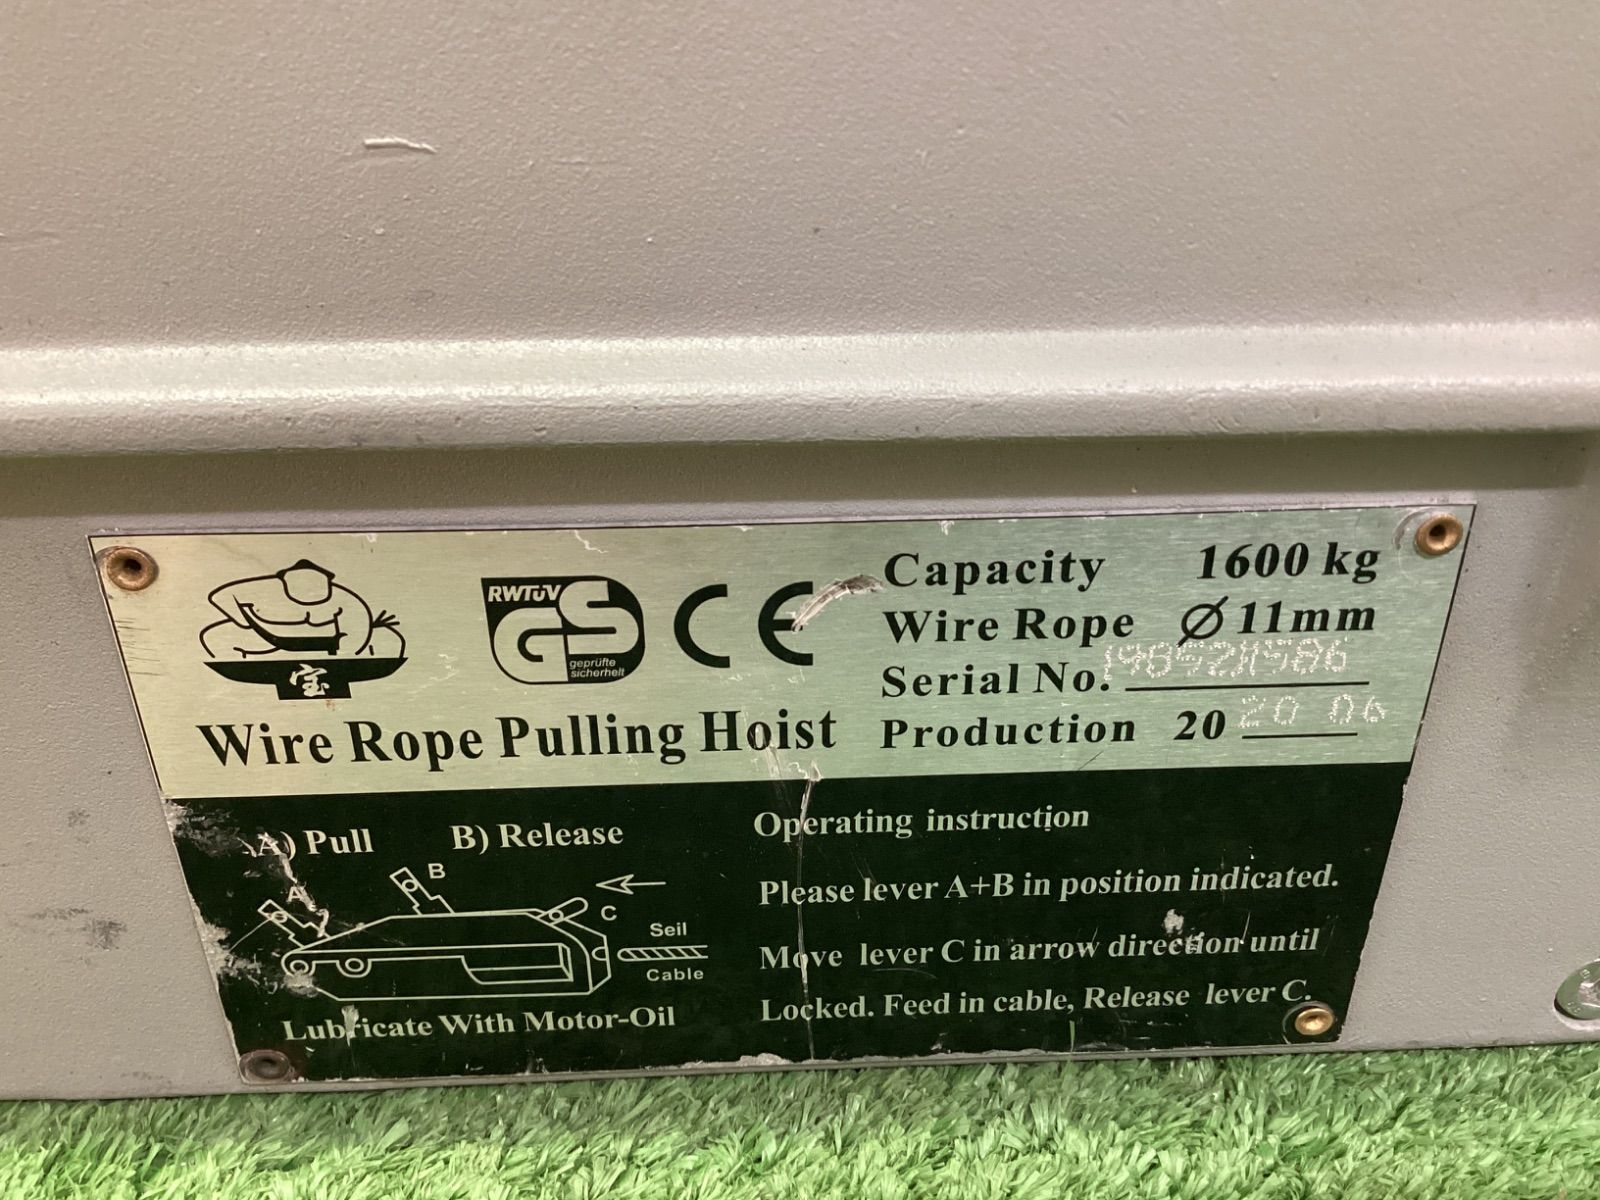 宝
RWTüV
GS
geprüfte
sicherheit
CE
Wire Rope Pulling Hoist
Capacity 1600 kg
Wire Rope Ø 11mm
Serial No.
Production 20 20 06
A) Pull B) Release
A
B
C
Seil
Cable
Lubricate With Motor-Oil
Operating instruction
Please lever A+B in position indicated.
Move lever C in arrow direction until
Locked. Feed in cable, Release lever C.